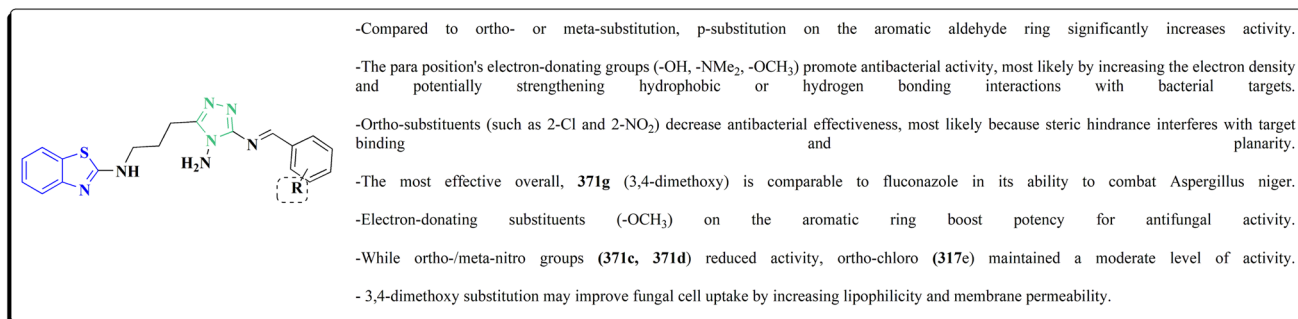 -Compared to ortho- or meta-substitution, p-substitution on the aromatic aldehyde ring significantly increases activity.
-The para position's electron-donating groups (-OH, -NMe2, -OCH3) promote antibacterial activity, most likely by increasing the electron density
and potentially strengthening hydrophobic or hydrogen bonding interactions with bacterial targets.
-Ortho-substituents (such as 2-Cl and 2-NO2) decrease antibacterial effectiveness, most likely because steric hindrance interferes with target
binding and planarity.
-The most effective overall, 371g (3,4-dimethoxy) is comparable to fluconazole in its ability to combat Aspergillus niger.
-Electron-donating substituents (-OCH3) on the aromatic ring boost potency for antifungal activity.
-While ortho-/meta-nitro groups (371c, 371d) reduced activity, ortho-chloro (317e) maintained a moderate level of activity.
- 3,4-dimethoxy substitution may improve fungal cell uptake by increasing lipophilicity and membrane permeability.
N N
N N
H2N
S
NH
N
R